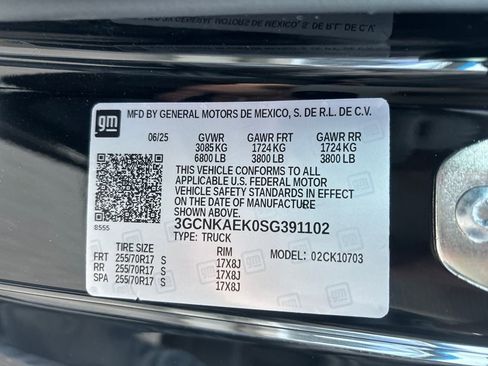 gm
MFD BY GENERAL MOTORS DE MEXICO, S. DE R.L. DE C.V.
06/25 GVWR GAWR FRT GAWR RR
3085 KG 1724 KG 1724 KG
6800 LB 3800 LB 3800 LB
THIS VEHICLE CONFORMS TO ALL
APPLICABLE U.S. FEDERAL MOTOR
VEHICLE SAFETY STANDARDS IN EFFECT
ON THE DATE OF MANUFACTURE
SHOWN ABOVE.
8555 3GCNKAEK0SG391102
TYPE: TRUCK
TIRE SIZE RIM MODEL: 02CK10703
FRT 255/70R17 S 17X8J
RR 255/70R17 S 17X8J
SPA 255/70R17 S 17X8J